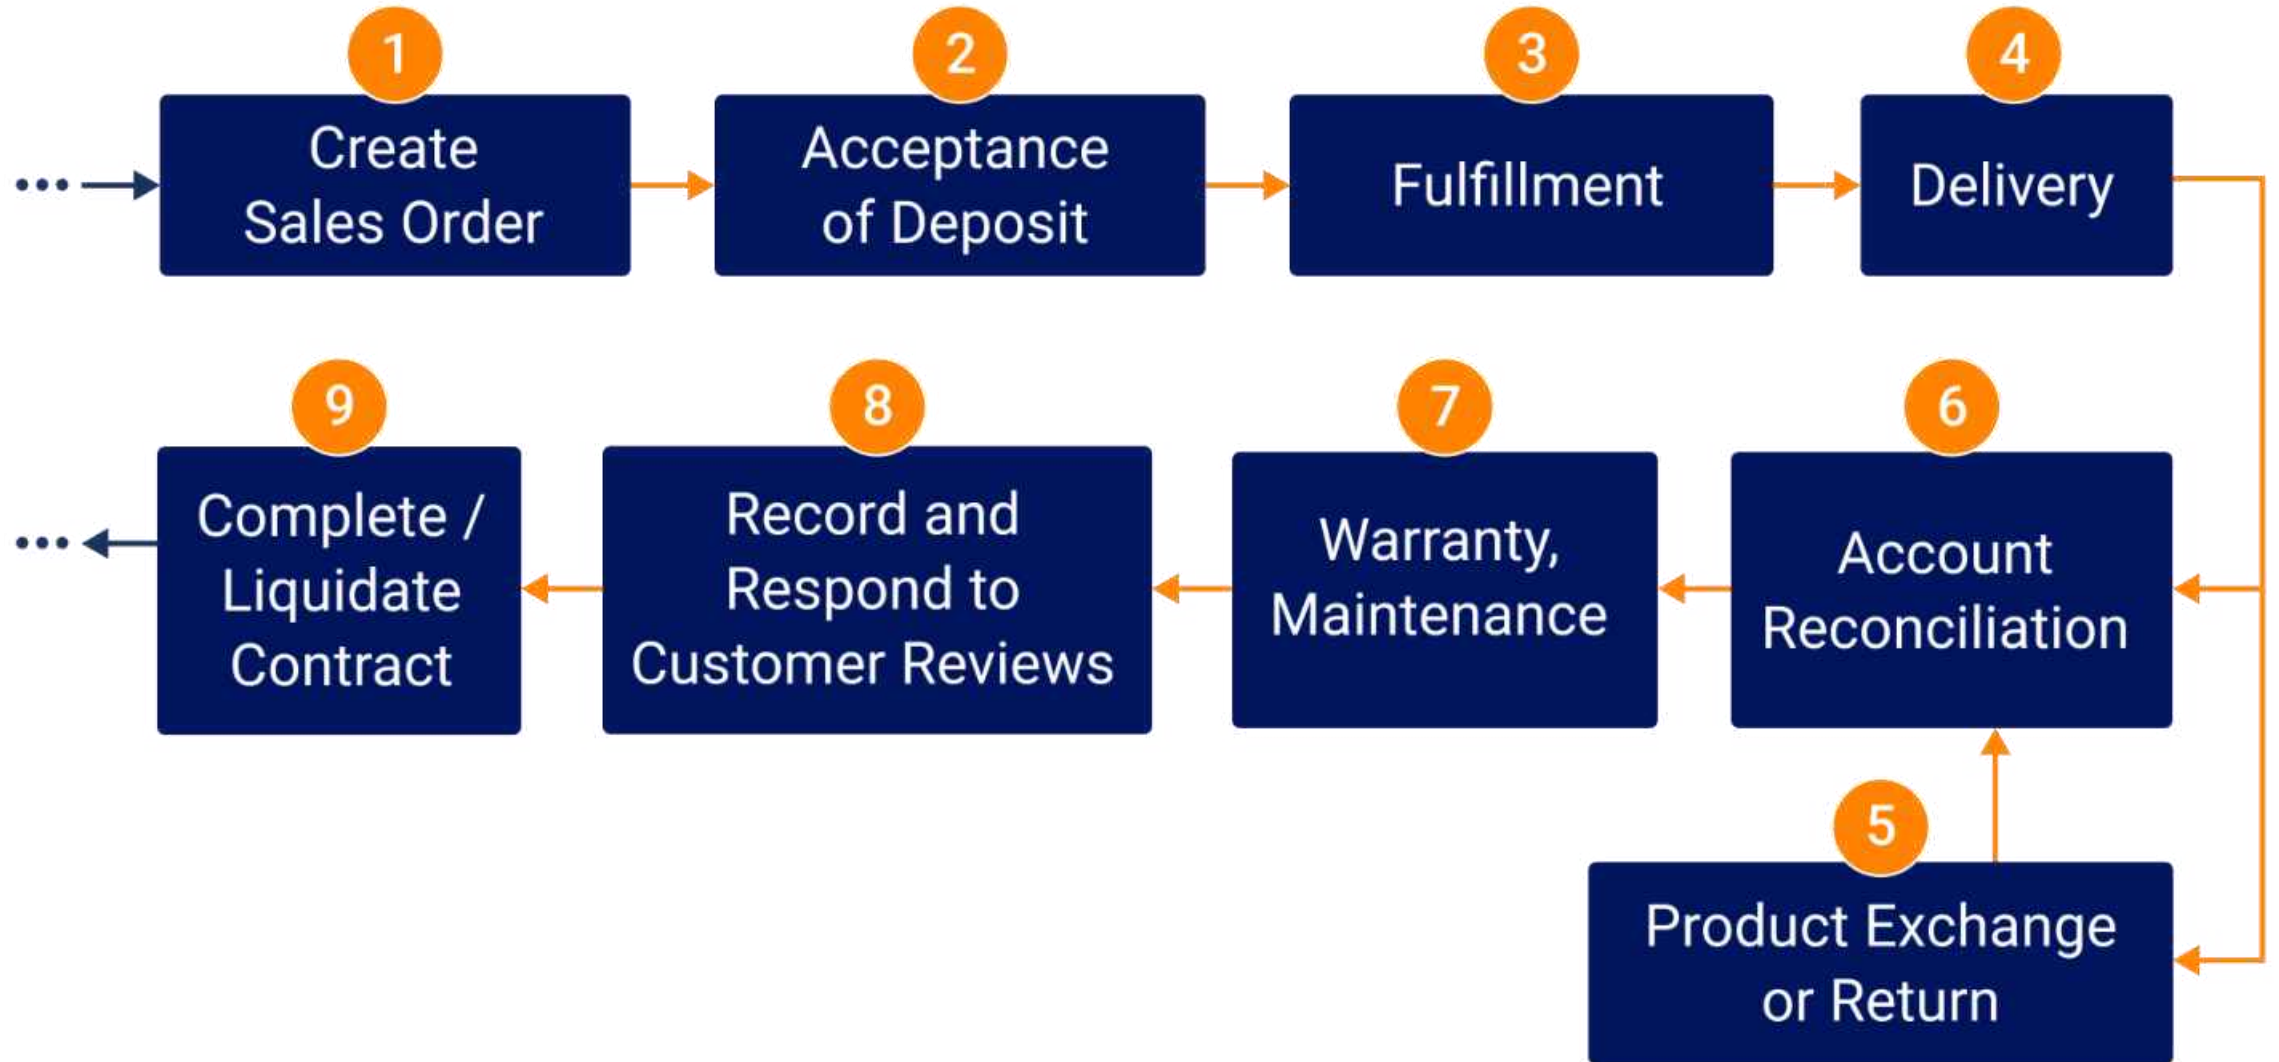 1
Create
Sales Order
2
Acceptance
of Deposit
3
Fulfillment
4
Delivery
5
Product Exchange
or Return
6
Account
Reconciliation
7
Warranty,
Maintenance
8
Record and
Respond to
Customer Reviews
9
Complete /
Liquidate
Contract